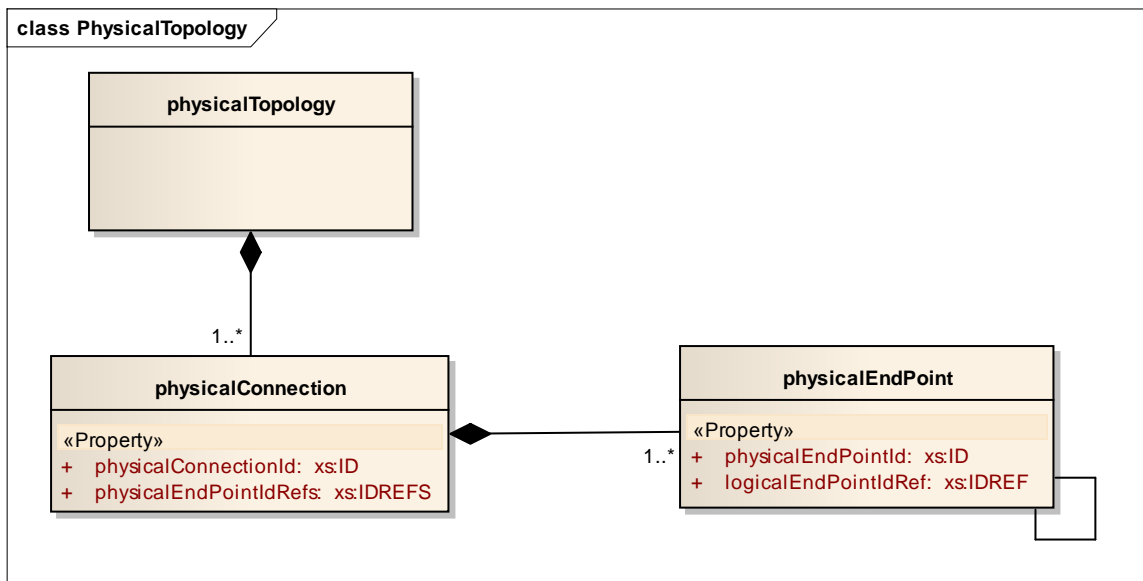 class PhysicalTopology
physicalTopology
1..*
physicalConnection
«Property»
+ physicalConnectionId: xs:ID
+ physicalEndPointIdRefs: xs:IDREFS
1..*
physicalEndPoint
«Property»
+ physicalEndPointId: xs:ID
+ logicalEndPointIdRef: xs:IDREF